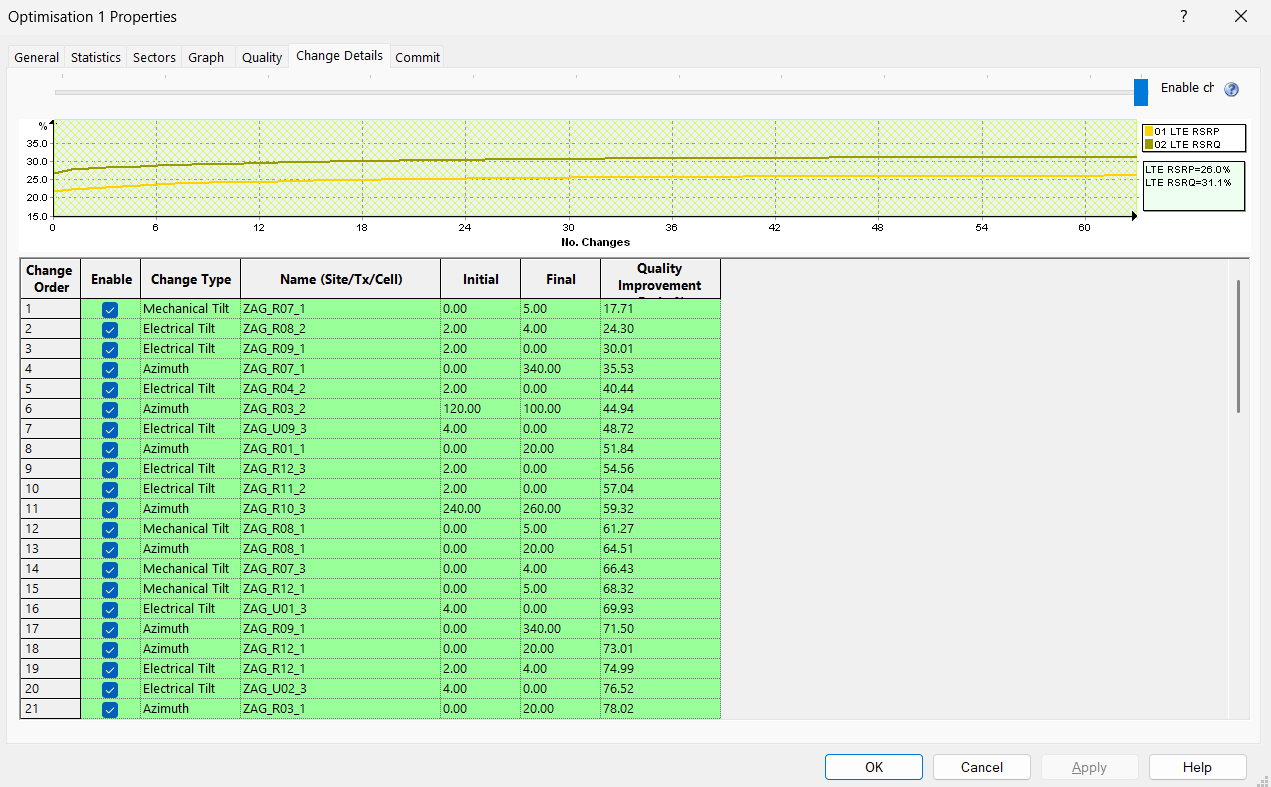 Optimisation 1 Properties
?
General Statistics Sectors Graph Quality Change Details Commit
Enable ch
?
%
35.0
30.0
25.0
20.0
15.0
0 6 12 18 24 30 36 42 48 54 60
No. Changes
01 LTE RSRP
02 LTE RSRQ
LTE RSRP=26.0%
LTE RSRQ=31.1%
Change Order Enable Change Type Name (Site/Tx/Cell) Initial Final Quality Improvement
1 Mechanical Tilt ZAG_R07_1 0.00 5.00 17.71
2 Electrical Tilt ZAG_R08_2 2.00 4.00 24.30
3 Electrical Tilt ZAG_R09_1 2.00 0.00 30.01
4 Azimuth ZAG_R07_1 0.00 340.00 35.53
5 Electrical Tilt ZAG_R04_2 2.00 0.00 40.44
6 Azimuth ZAG_R03_2 120.00 100.00 44.94
7 Electrical Tilt ZAG_U09_3 4.00 0.00 48.72
8 Azimuth ZAG_R01_1 0.00 20.00 51.84
9 Electrical Tilt ZAG_R12_3 2.00 0.00 54.56
10 Electrical Tilt ZAG_R11_2 2.00 0.00 57.04
11 Azimuth ZAG_R10_3 240.00 260.00 59.32
12 Mechanical Tilt ZAG_R08_1 0.00 5.00 61.27
13 Azimuth ZAG_R08_1 0.00 20.00 64.51
14 Mechanical Tilt ZAG_R07_3 0.00 4.00 66.43
15 Mechanical Tilt ZAG_R12_1 0.00 5.00 68.32
16 Electrical Tilt ZAG_U01_3 4.00 0.00 69.93
17 Azimuth ZAG_R09_1 0.00 340.00 71.50
18 Azimuth ZAG_R12_1 0.00 20.00 73.01
19 Electrical Tilt ZAG_R12_1 2.00 4.00 74.99
20 Electrical Tilt ZAG_U02_3 4.00 0.00 76.52
21 Azimuth ZAG_R03_1 0.00 20.00 78.02
OK Cancel Apply Help